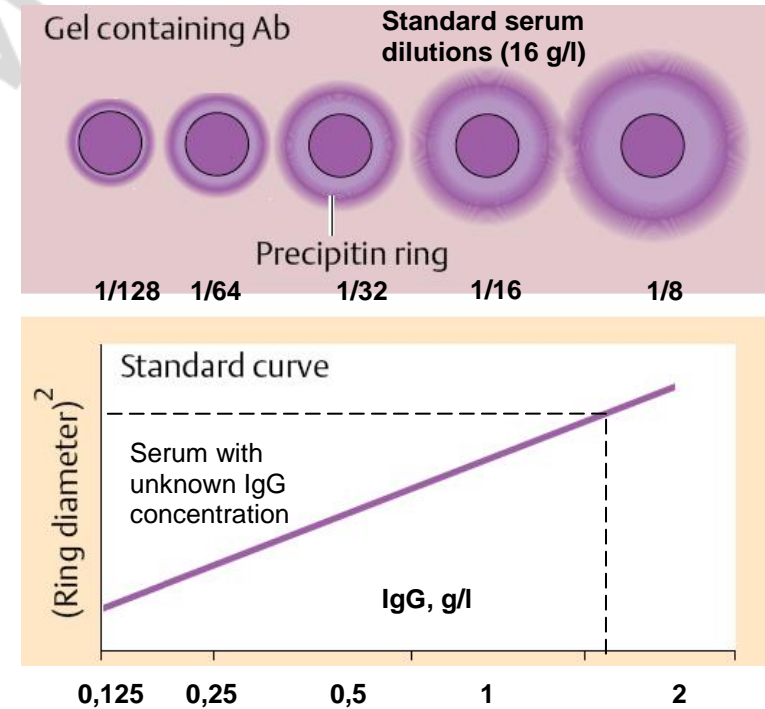 Gel containing Ab
Standard serum
dilutions (16 g/l)
Precipitin ring
1/128 1/64 1/32 1/16 1/8
Standard curve
(Ring diameter)²
Serum with
unknown IgG
concentration
IgG, g/l
0,125 0,25 0,5 1 2